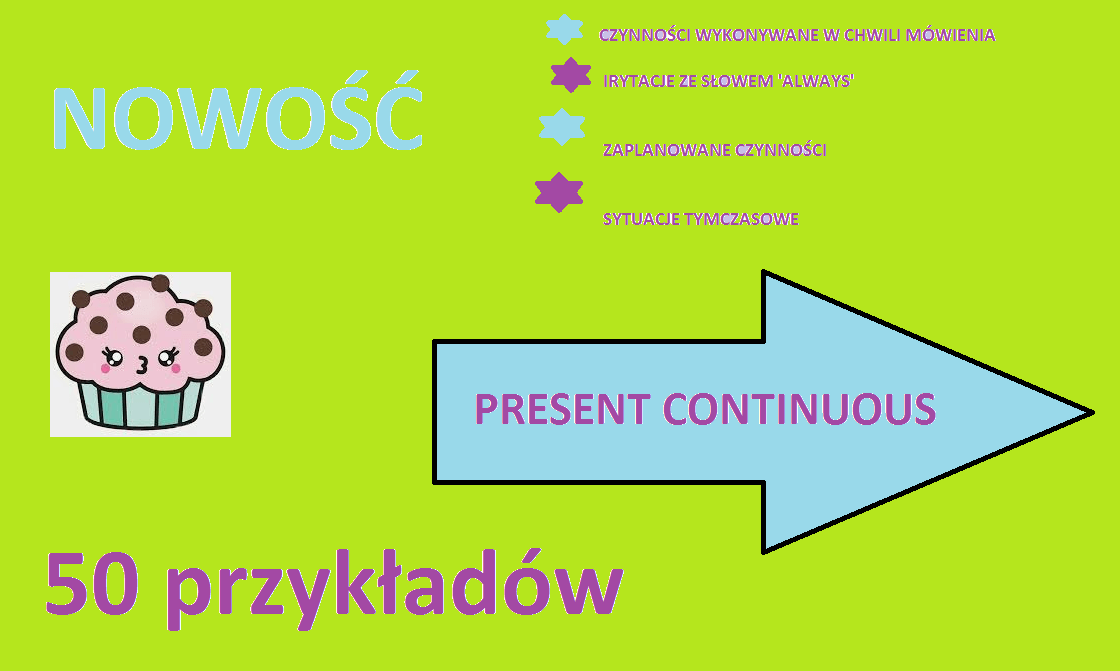 NOWOŚĆ
CZYNNOŚCI WYKONYWANE W CHWILI MÓWIENIA
IRYTACJE ZE SŁOWEM 'ALWAYS'
ZAPLANOWANE CZYNNOŚCI
SYTUACJE TYMCZASOWE
PRESENT CONTINUOUS
50 przykładów